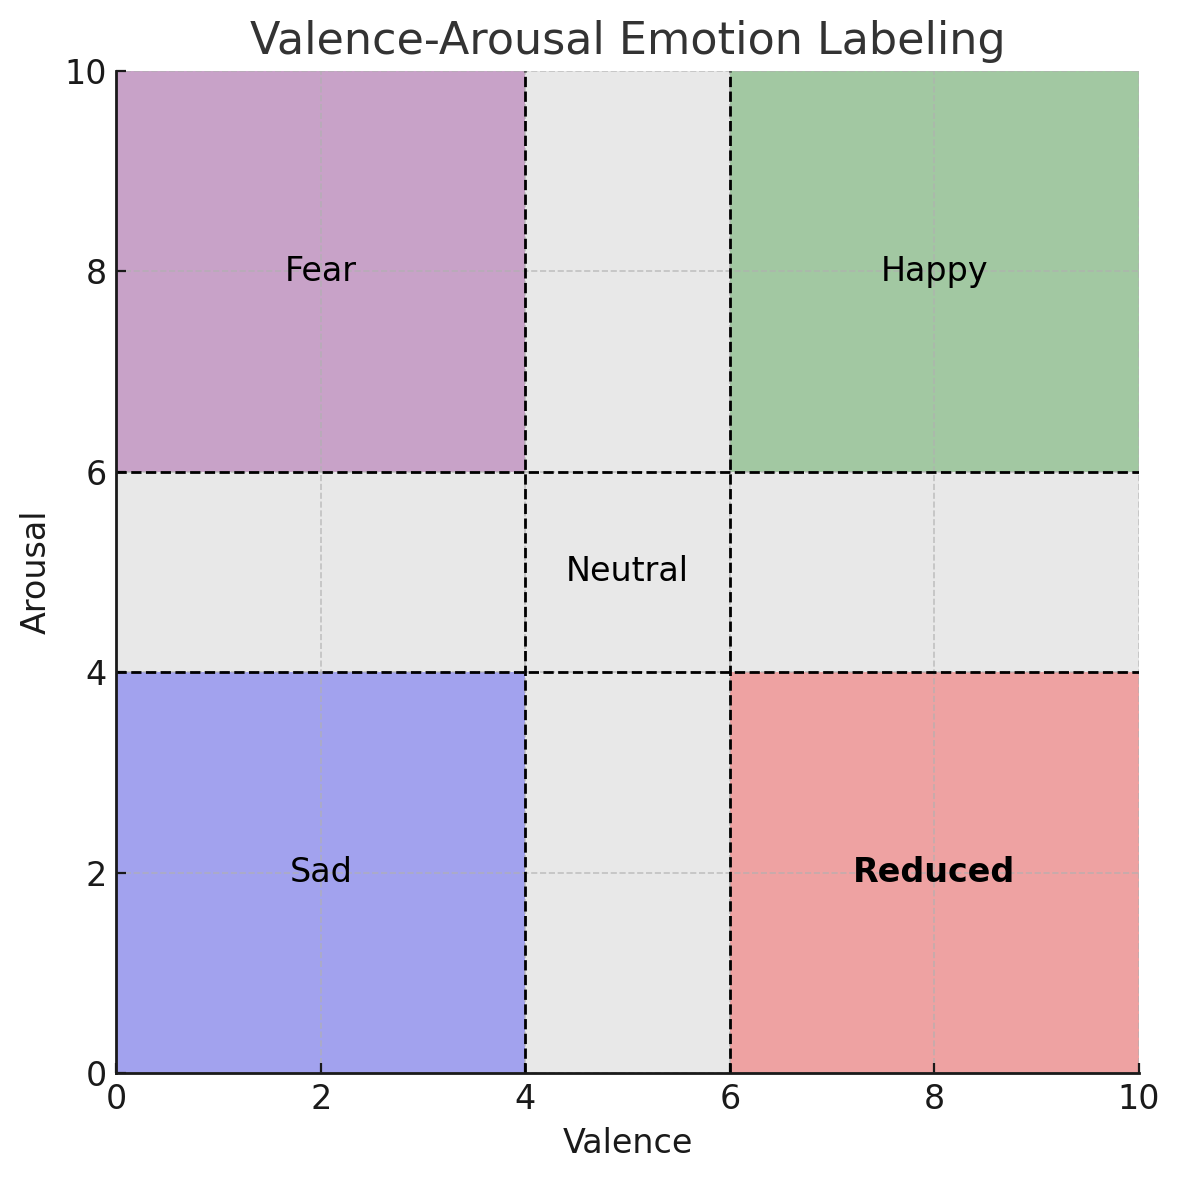 Valence-Arousal Emotion Labeling
10
8
6
4
2
0
Arousal
Fear
Happy
Neutral
Sad
Reduced
0 2 4 6 8 10
Valence